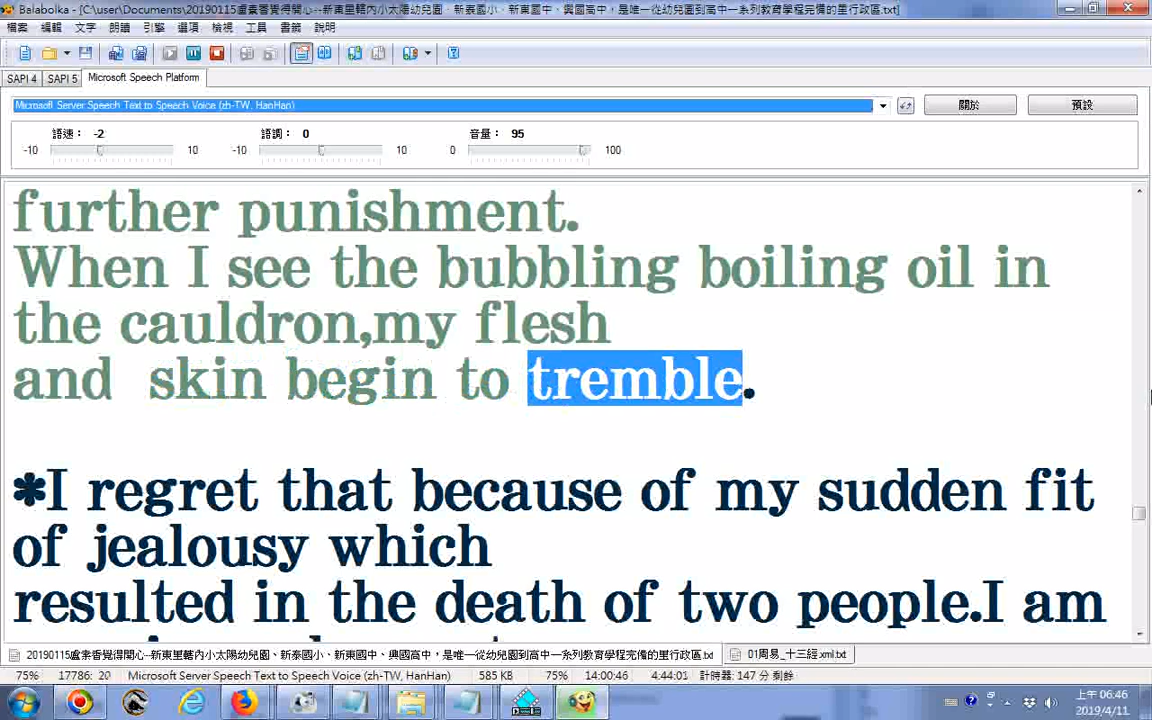 Balabolka - [C:\user\Documents\20190115盧素香覺得開心--新東里轄內小太陽幼兒園、新泰國小、新東國中、興國高中，是唯一從幼兒園到高中一系列教育學程完備的里行政區.txt]
檔案 編輯 文字 朗讀 引擎 選項 檢視 工具 書籤 說明
SAPI 4 SAPI 5 Microsoft Speech Platform
Microsoft Server Speech Text to Speech Voice (zh-TW, HanHan) 關於 預設
語速： -2 語調： 0 音量： 95
-10 10 -10 10 0 100
further punishment.
When I see the bubbling boiling oil in
the cauldron,my flesh
and skin begin to tremble.
*I regret that because of my sudden fit
of jealousy which
resulted in the death of two people.I am
20190115盧素香覺得開心--新東里轄內小太陽幼兒園、新泰國小、新東國中、興國高中，是唯一從幼兒園到高中一系列教育學程完備的里行政區.txt 01周易_十三經.xml.txt
75% 17786: 20 Microsoft Server Speech Text to Speech Voice (zh-TW, HanHan) 585 KB 75% 14:00:46 4:44:01 計時器: 147 分 剩餘
上午 06:46
2019/4/11